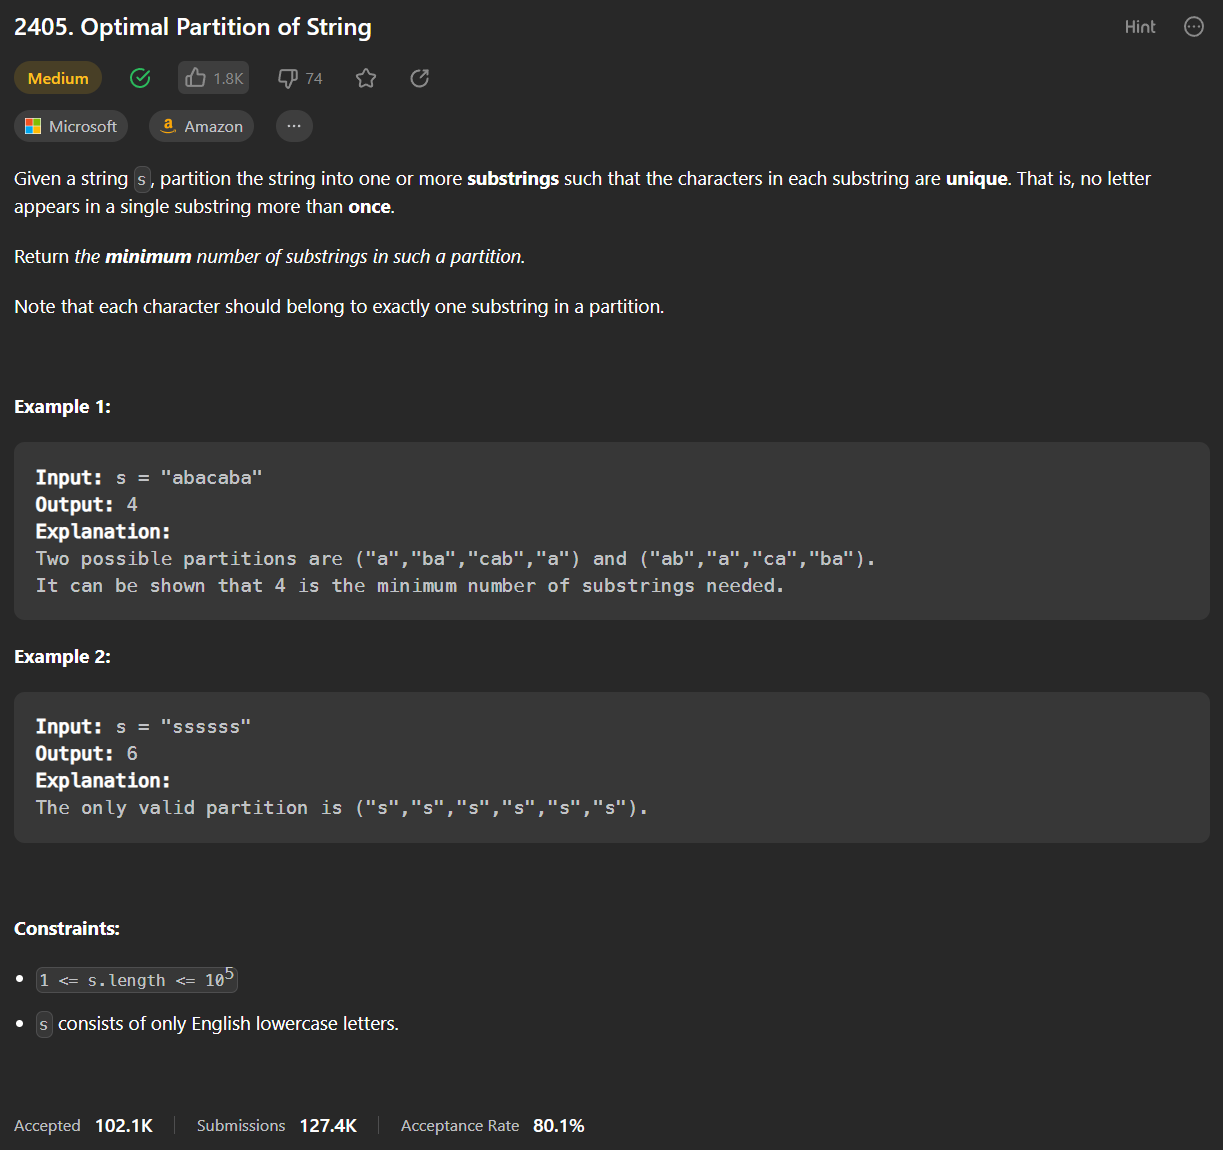 2405. Optimal Partition of String
Hint
Medium
1.8K
74
Microsoft
Amazon
Given a string s, partition the string into one or more substrings such that the characters in each substring are unique. That is, no letter
appears in a single substring more than once.
Return the minimum number of substrings in such a partition.
Note that each character should belong to exactly one substring in a partition.
Example 1:
Input: s = "abacaba"
Output: 4
Explanation:
Two possible partitions are ("a","ba","cab","a") and ("ab","a","ca","ba").
It can be shown that 4 is the minimum number of substrings needed.
Example 2:
Input: s = "ssssss"
Output: 6
Explanation:
The only valid partition is ("s","s","s","s","s","s").
Constraints:
• 1 <= s.length <= 10⁵
• s consists of only English lowercase letters.
Accepted 102.1K Submissions 127.4K Acceptance Rate 80.1%